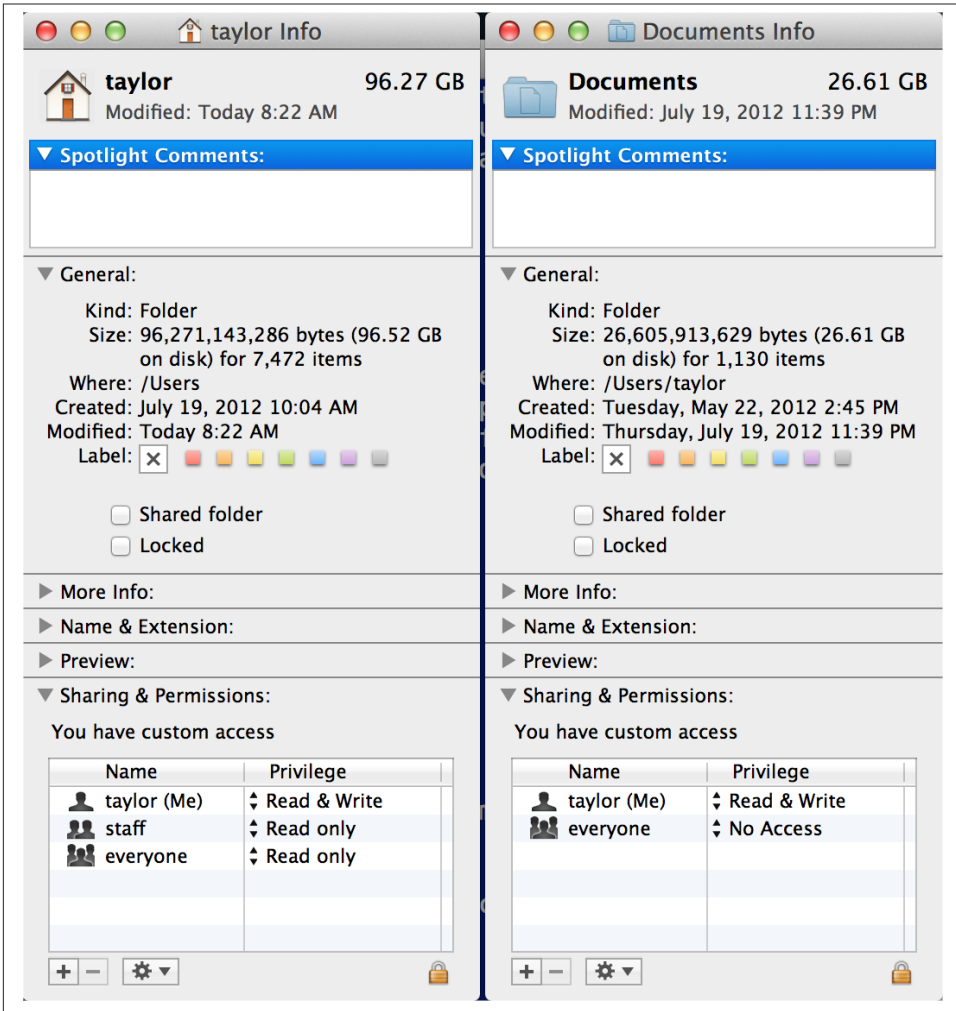 taylor Info
taylor 96.27 GB
Modified: Today 8:22 AM
Spotlight Comments:
General:
Kind: Folder
Size: 96,271,143,286 bytes (96.52 GB
on disk) for 7,472 items
Where: /Users
Created: July 19, 2012 10:04 AM
Modified: Today 8:22 AM
Label:
Shared folder
Locked
More Info:
Name & Extension:
Preview:
Sharing & Permissions:
You have custom access
Name Privilege
taylor (Me) Read & Write
staff Read only
everyone Read only
Documents Info
Documents 26.61 GB
Modified: July 19, 2012 11:39 PM
Spotlight Comments:
General:
Kind: Folder
Size: 26,605,913,629 bytes (26.61 GB
on disk) for 1,130 items
Where: /Users/taylor
Created: Tuesday, May 22, 2012 2:45 PM
Modified: Thursday, July 19, 2012 11:39 PM
Label:
Shared folder
Locked
More Info:
Name & Extension:
Preview:
Sharing & Permissions:
You have custom access
Name Privilege
taylor (Me) Read & Write
everyone No Access